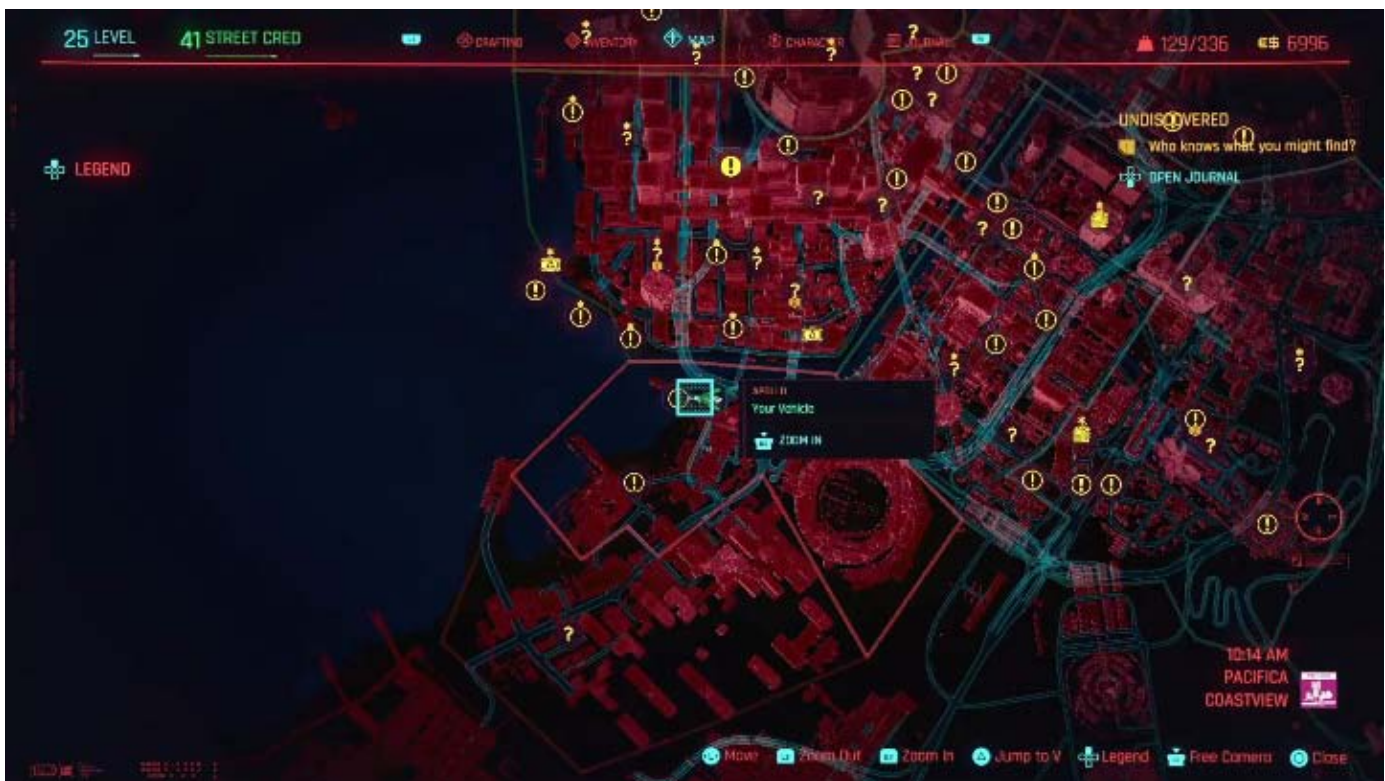 25 LEVEL
41 STREET CRED
CRAFTING
INVENTORY
MAP
CHARACTER
JOURNAL
129/336
€$ 6996
UNDISCOVERED
Who knows what you might find?
OPEN JOURNAL
LEGEND
Your Vehicle
ZOOM IN
10:14 AM
PACIFICA
COASTVIEW
Move
Zoom Out
Zoom In
Jump to V
Legend
Free Camera
Close